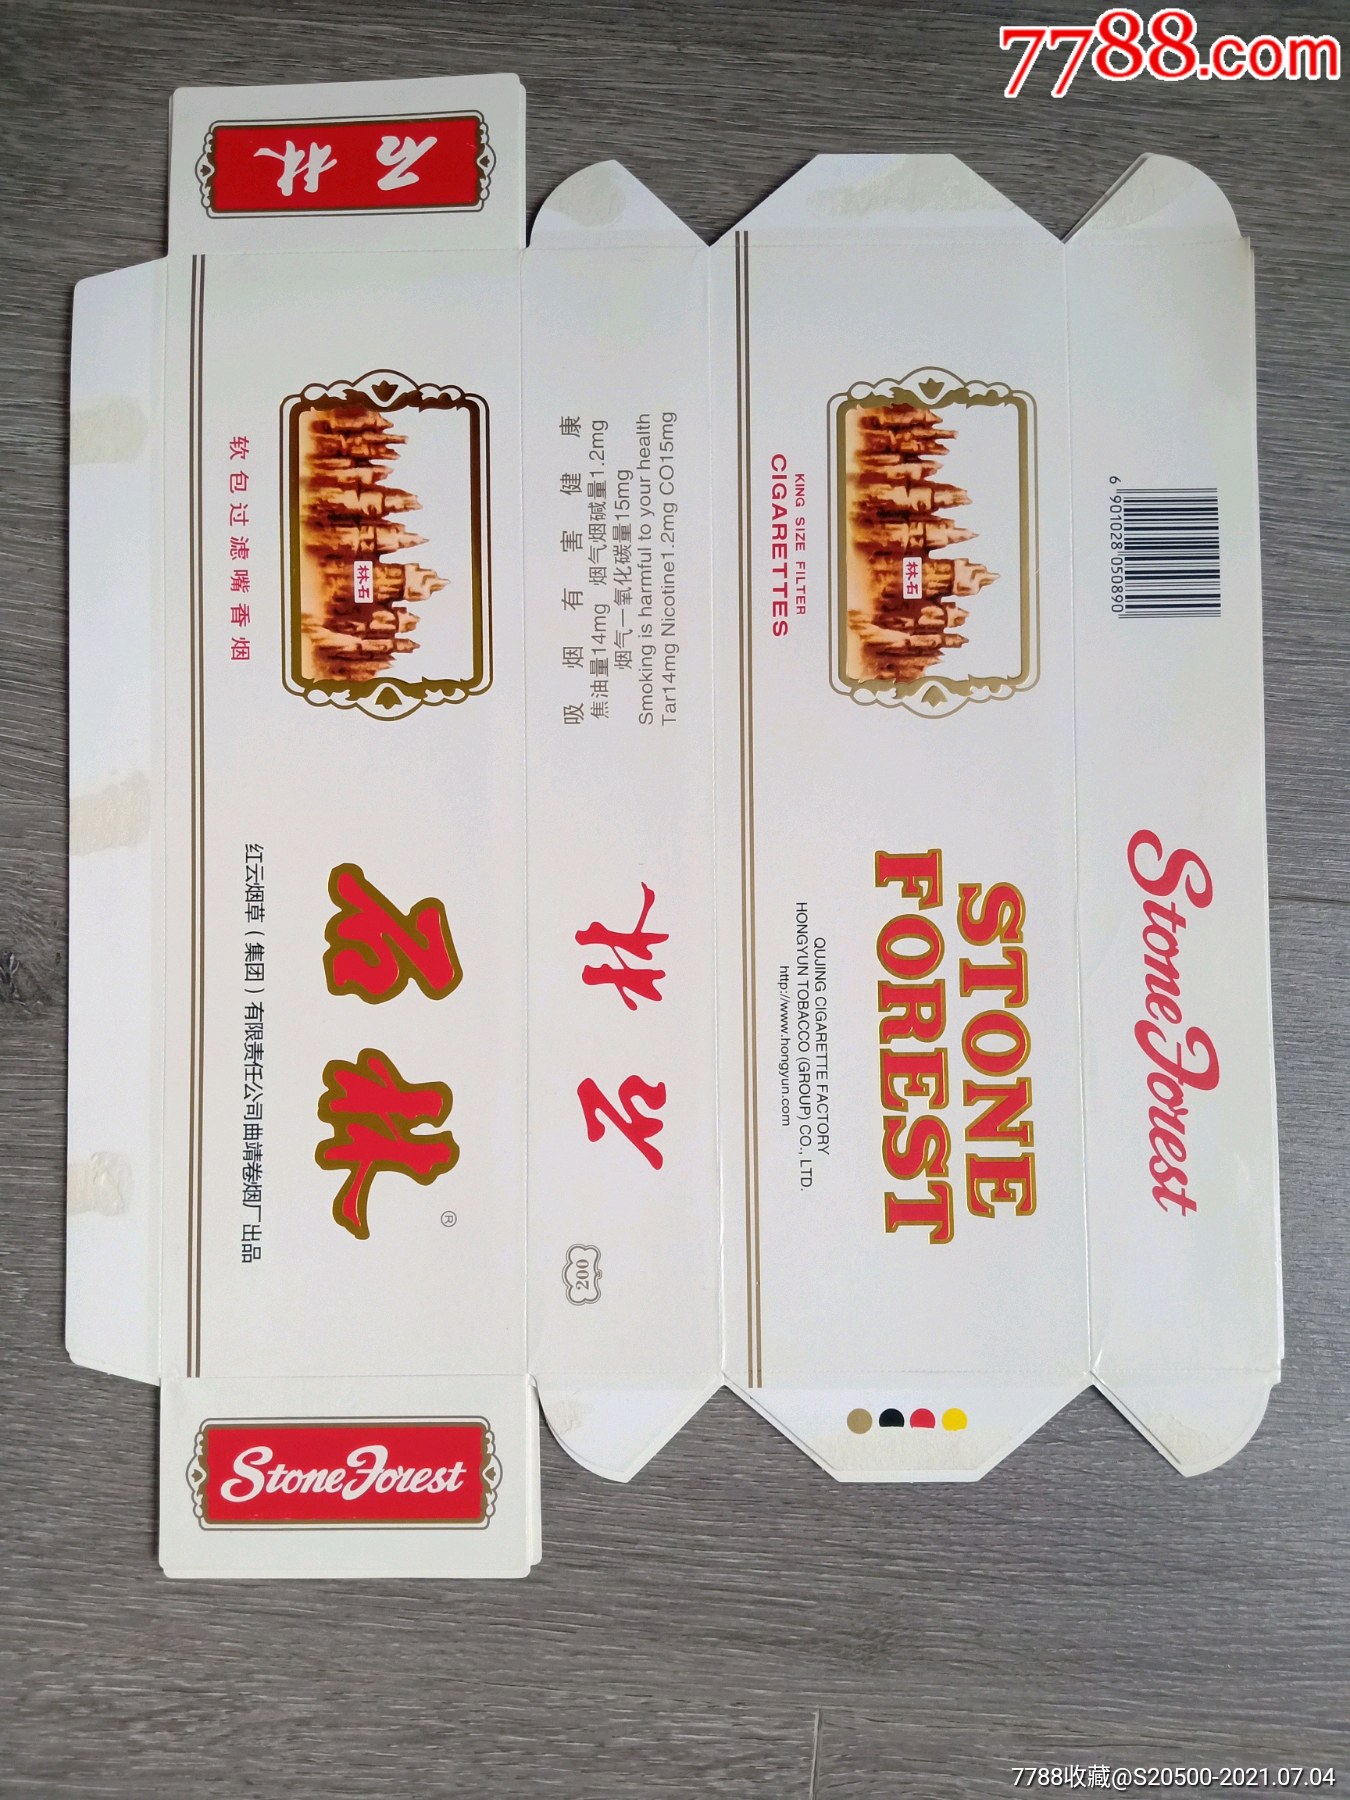 7788.com
石林
软包过滤嘴香烟
林石
红云烟草(集团)有限责任公司曲靖卷烟厂出品
石林
®
Stone Forest
吸烟有害健康
焦油量14mg 烟气烟碱量1.2mg
烟气一氧化碳量15mg
Smoking is harmful to your health
Tar14mg Nicotine1.2mg CO15mg
石林
200
KING SIZE FILTER
CIGARETTES
林石
STONE
FOREST
QUJING CIGARETTE FACTORY
HONGYUN TOBACCO (GROUP) CO., LTD.
http://www.hongyun.com
6 901028 050890
Stone Forest
7788收藏@S20500-2021.07.04